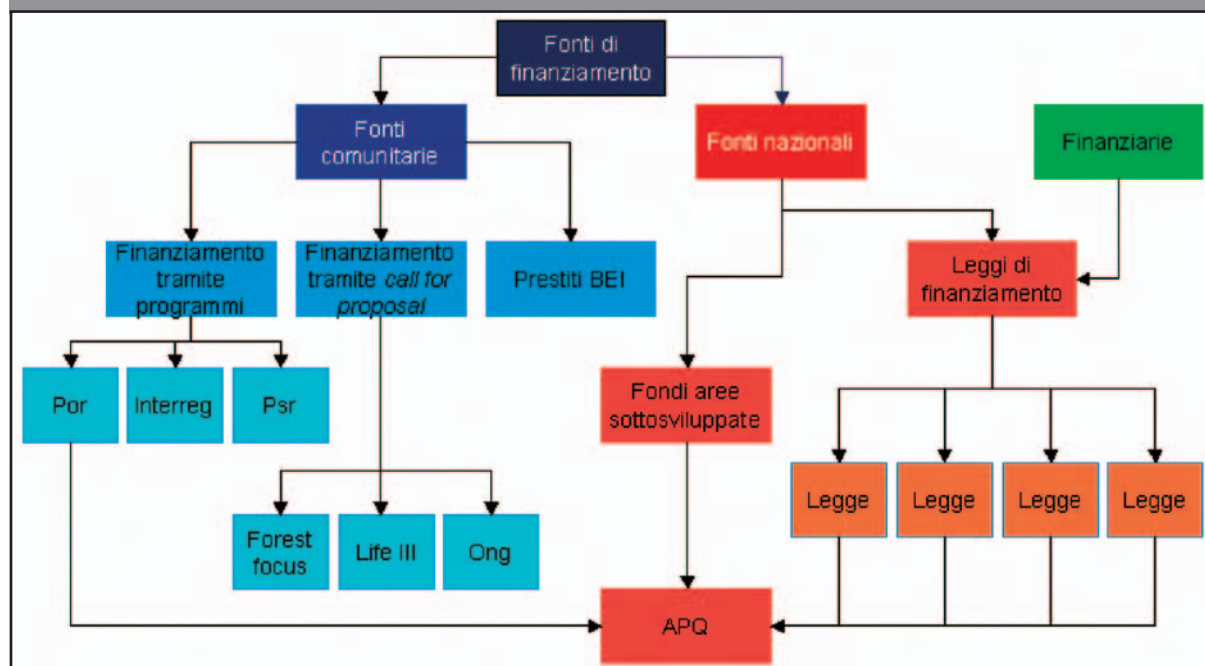 Fonti di
finanziamento
Fonti
comunitarie
Fonti nazionali
Finanziarie
Finanziamento
tramite
programmi
Finanziamento
tramite call for
proposal
Prestiti BEI
Leggi di
finanziamento
Por
Interreg
Psr
Fondi aree
sottosviluppate
Legge
Legge
Legge
Legge
Forest
focus
Life III
Ong
APQ